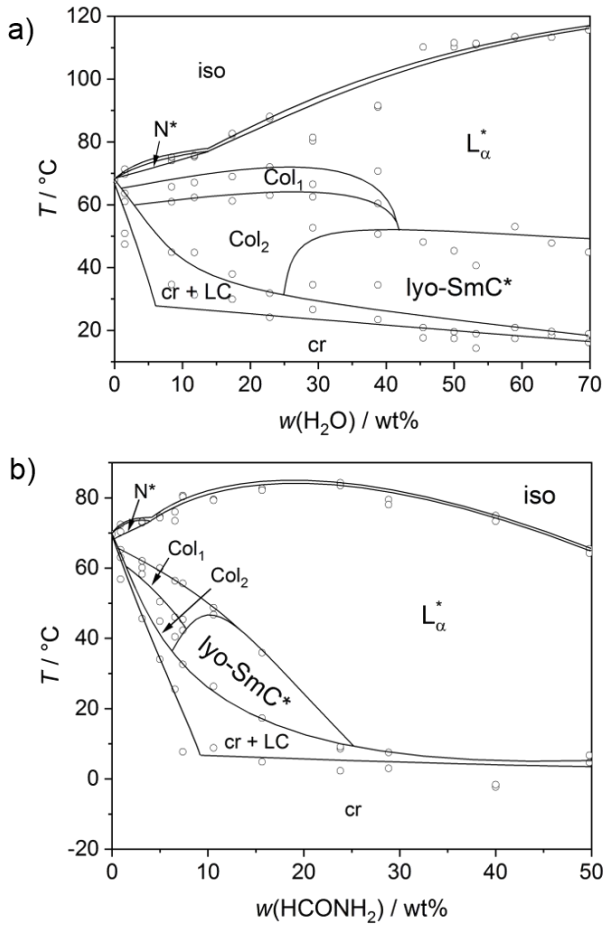 a)
120
100
80
60
40
20
T / °C
iso
N*
L*α
Col1
Col2
lyo-SmC*
cr + LC
cr
0 10 20 30 40 50 60 70
w(H2O) / wt%
b)
80
60
40
20
0
-20
T / °C
iso
N*
Col1
Col2
L*α
lyo-SmC*
cr + LC
cr
0 10 20 30 40 50
w(HCONH2) / wt%